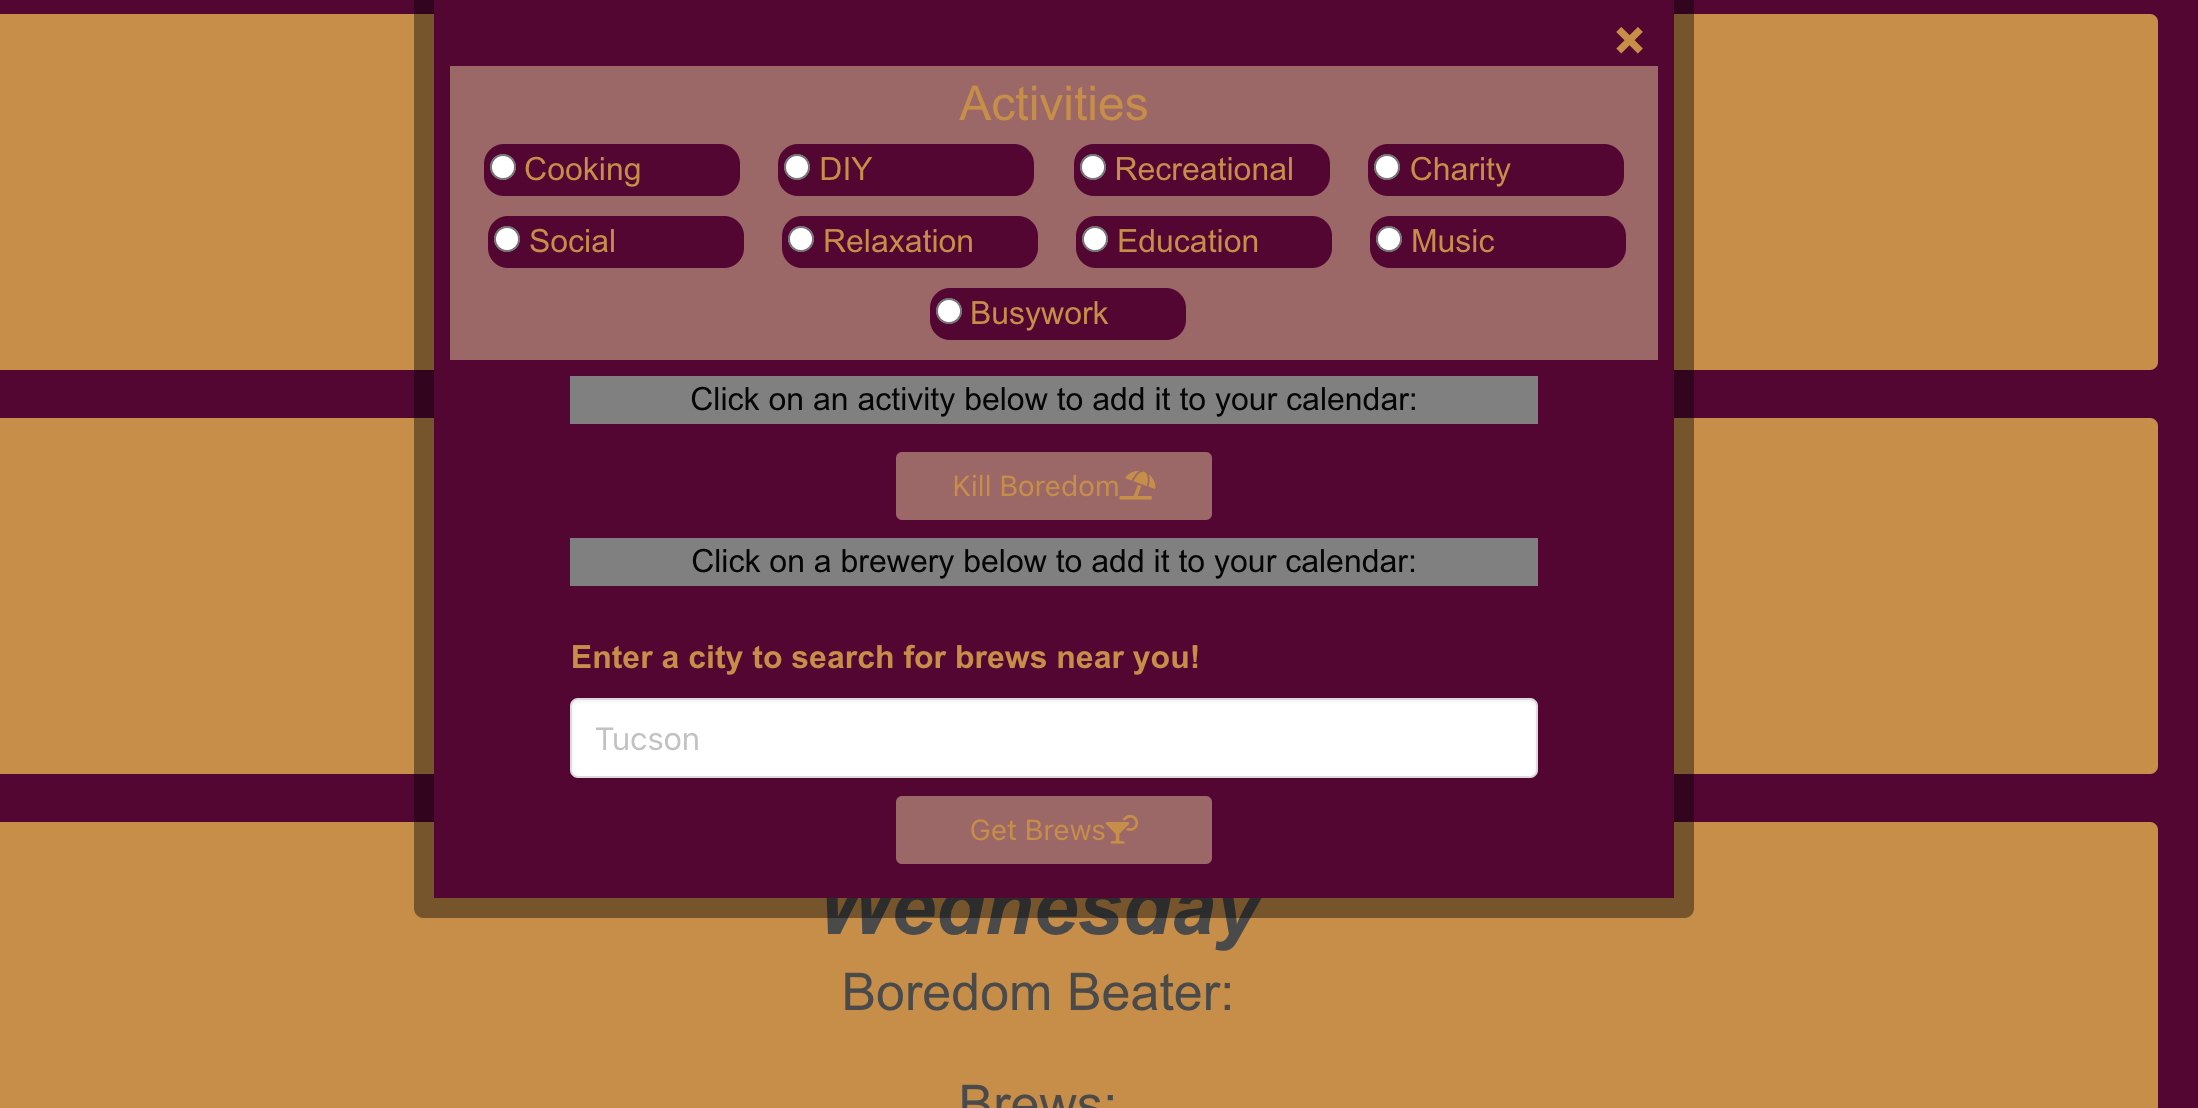 Activities
Cooking DIY Recreational Charity
Social Relaxation Education Music
Busywork
Click on an activity below to add it to your calendar:
Kill Boredom
Click on a brewery below to add it to your calendar:
Enter a city to search for brews near you!
Tucson
Get Brews
Wednesday
Boredom Beater:
Brews: